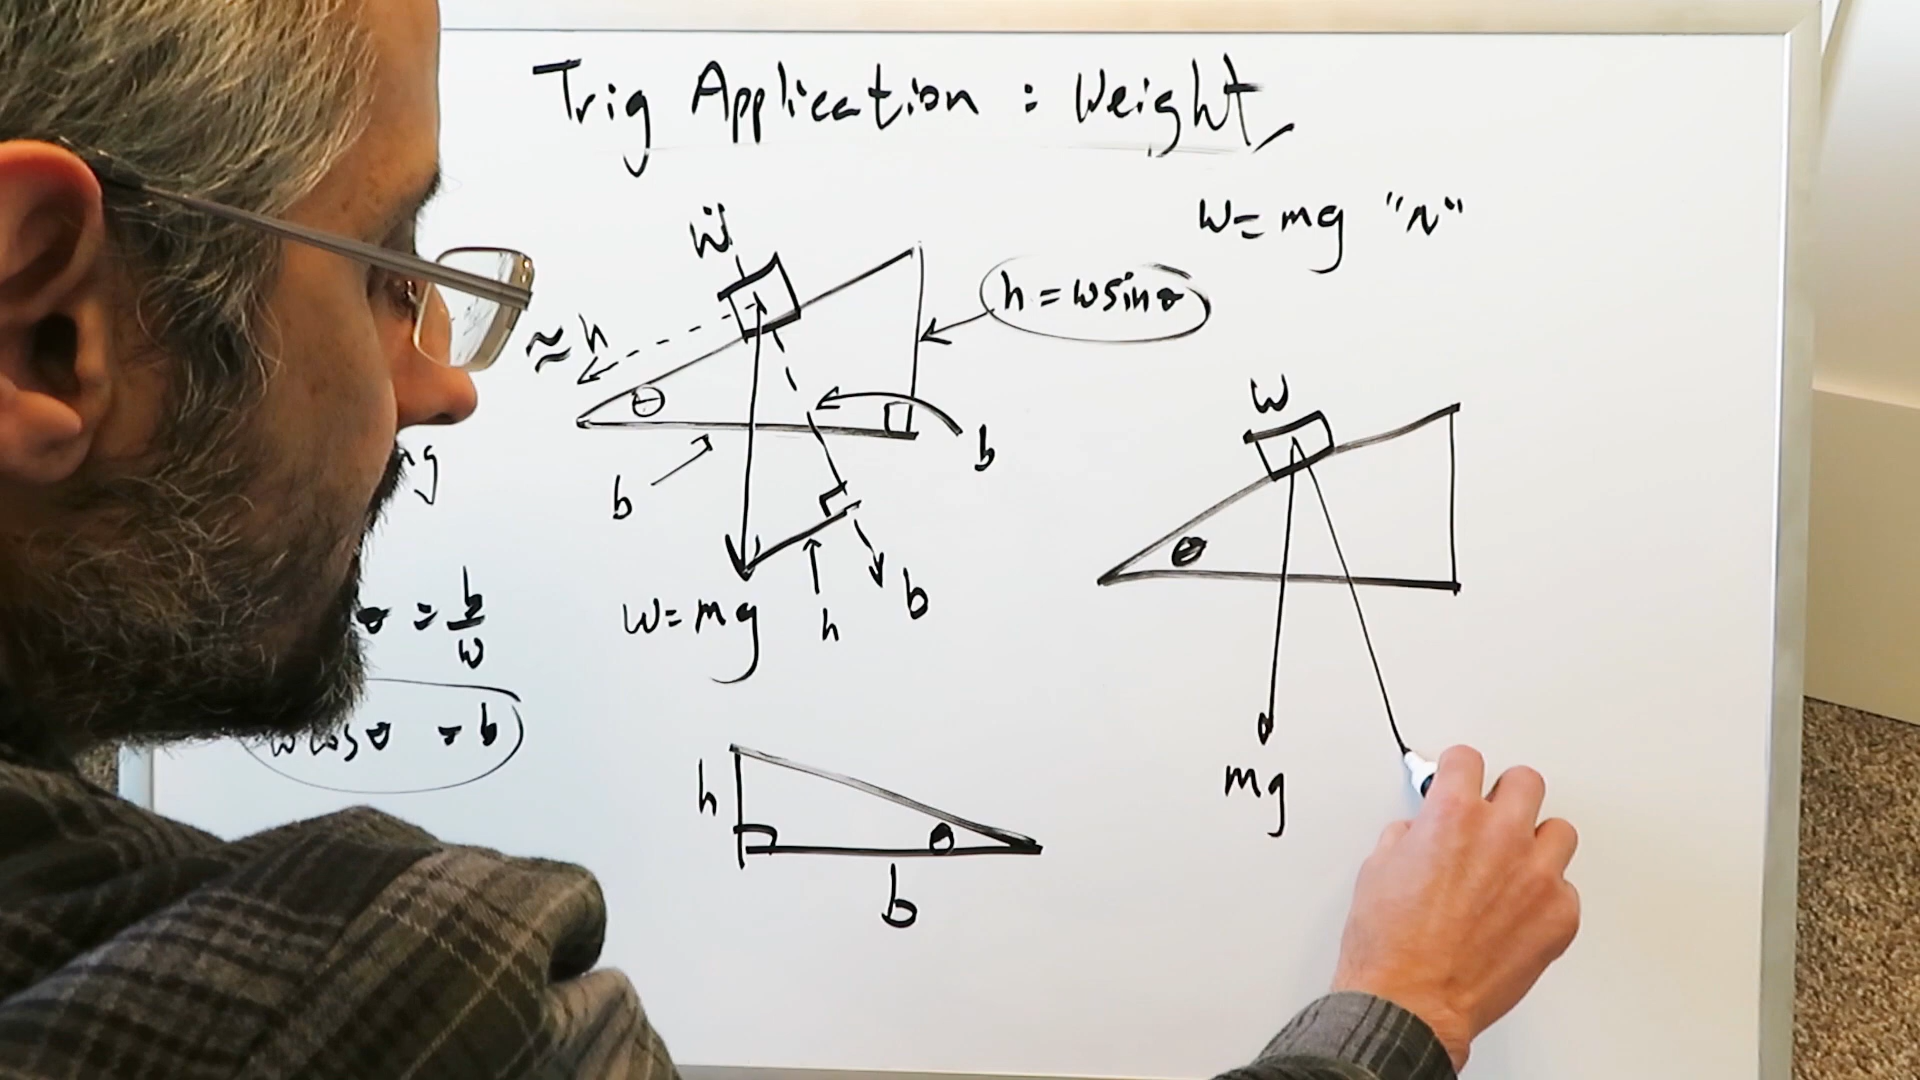 Trig Application : Weight
W = mg "N"
W
h = w sin θ
≈ h
θ
b
b
W = mg
h
b
θ = b/w
w cos θ = b
h
θ
b
W
θ
mg